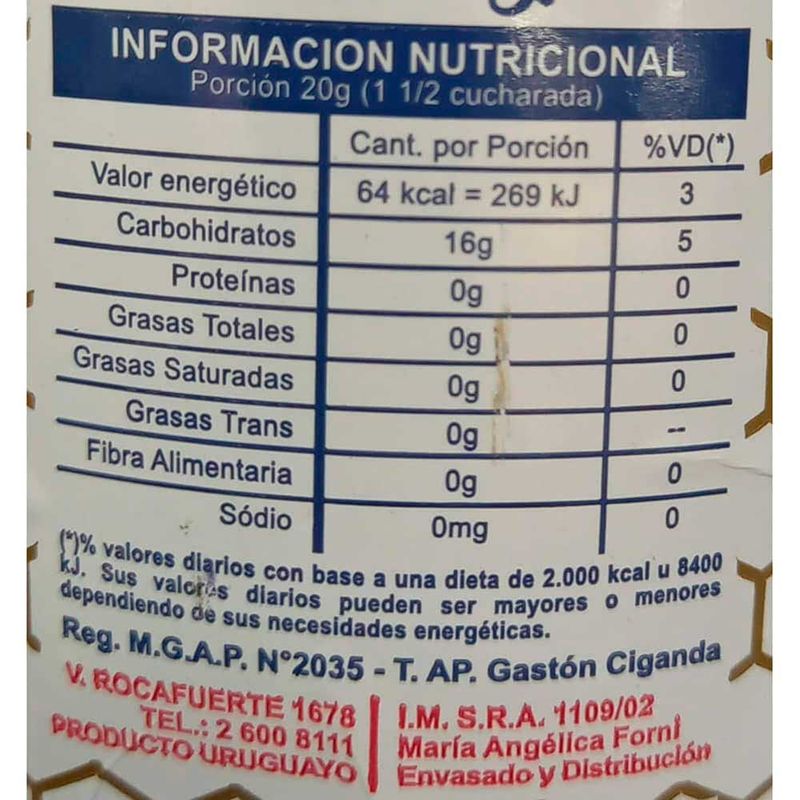 INFORMACION NUTRICIONAL
Porción 20g (1 1/2 cucharada)
Cant. por Porción %VD(*)
Valor energético 64 kcal = 269 kJ 3
Carbohidratos 16g 5
Proteínas 0g 0
Grasas Totales 0g 0
Grasas Saturadas 0g 0
Grasas Trans 0g --
Fibra Alimentaria 0g 0
Sódio 0mg 0
(*)% valores diarios con base a una dieta de 2.000 kcal u 8400
kJ. Sus valores diarios pueden ser mayores o menores
dependiendo de sus necesidades energéticas.
Reg. M.G.A.P. N°2035 - T. AP. Gastón Ciganda
V. ROCAFUERTE 1678
TEL.: 2 600 8111
PRODUCTO URUGUAYO
I.M. S.R.A. 1109/02
María Angélica Forni
Envasado y Distribución